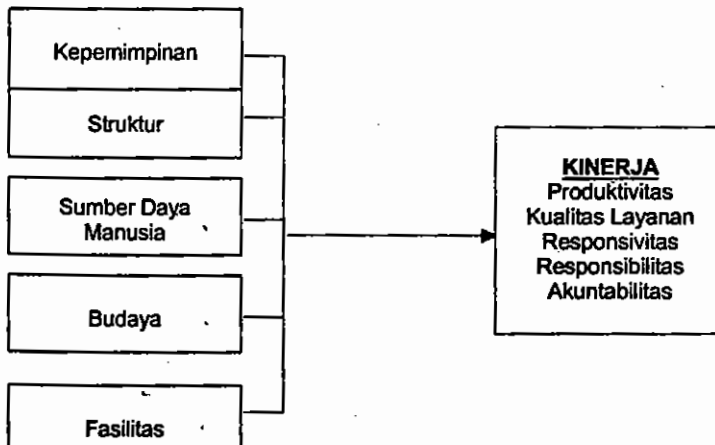 Kepemimpinan
Struktur
Sumber Daya
Manusia
Budaya
Fasilitas
KINERJA
Produktivitas
Kualitas Layanan
Responsivitas
Responsibilitas
Akuntabilitas